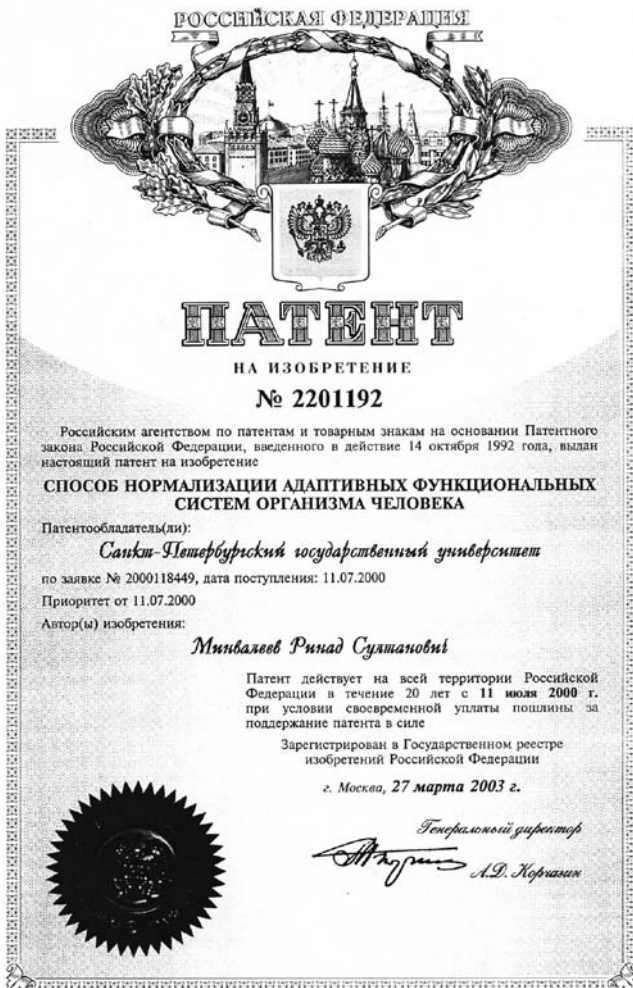 РОССИЙСКАЯ ФЕДЕРАЦИЯ
ПАТЕНТ
НА ИЗОБРЕТЕНИЕ
№ 2201192
Российским агентством по патентам и товарным знакам на основании Патентного
закона Российской Федерации, введенного в действие 14 октября 1992 года, выдан
настоящий патент на изобретение
СПОСОБ НОРМАЛИЗАЦИИ АДАПТИВНЫХ ФУНКЦИОНАЛЬНЫХ
СИСТЕМ ОРГАНИЗМА ЧЕЛОВЕКА
Патентообладатель(ли):
Санкт-Петербургский государственный университет
по заявке № 2000118449, дата поступления: 11.07.2000
Приоритет от 11.07.2000
Автор(ы) изобретения:
Минвалеев Ринад Султанович
Патент действует на всей территории Российской
Федерации в течение 20 лет с 11 июля 2000 г.
при условии своевременной уплаты пошлины за
поддержание патента в силе
Зарегистрирован в Государственном реестре
изобретений Российской Федерации
г. Москва, 27 марта 2003 г.
Генеральный директор
А.Д. Корчагин